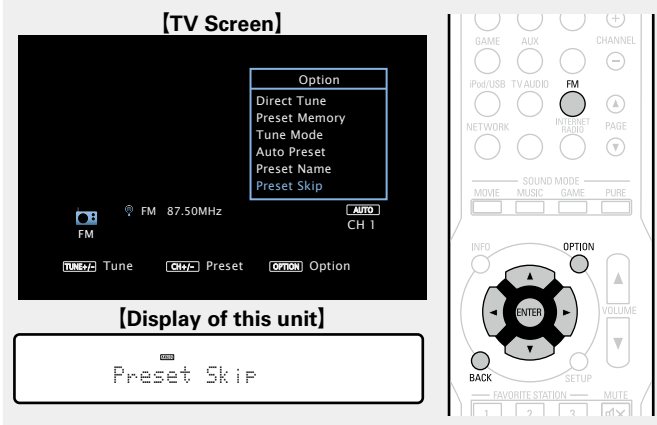 【TV Screen】
Option
Direct Tune
Preset Memory
Tune Mode
Auto Preset
Preset Name
Preset Skip
FM 87.50MHz
AUTO
CH 1
FM
TUNE+/- Tune
CH+/- Preset
OPTION Option
【Display of this unit】
Preset Skip
CHANNEL
GAME AUX
iPod/USB TV AUDIO FM
NETWORK INTERNET RADIO PAGE
SOUND MODE
MOVIE MUSIC GAME PURE
INFO OPTION
ENTER
VOLUME
BACK SETUP
FAVORITE STATION MUTE
1 2 3